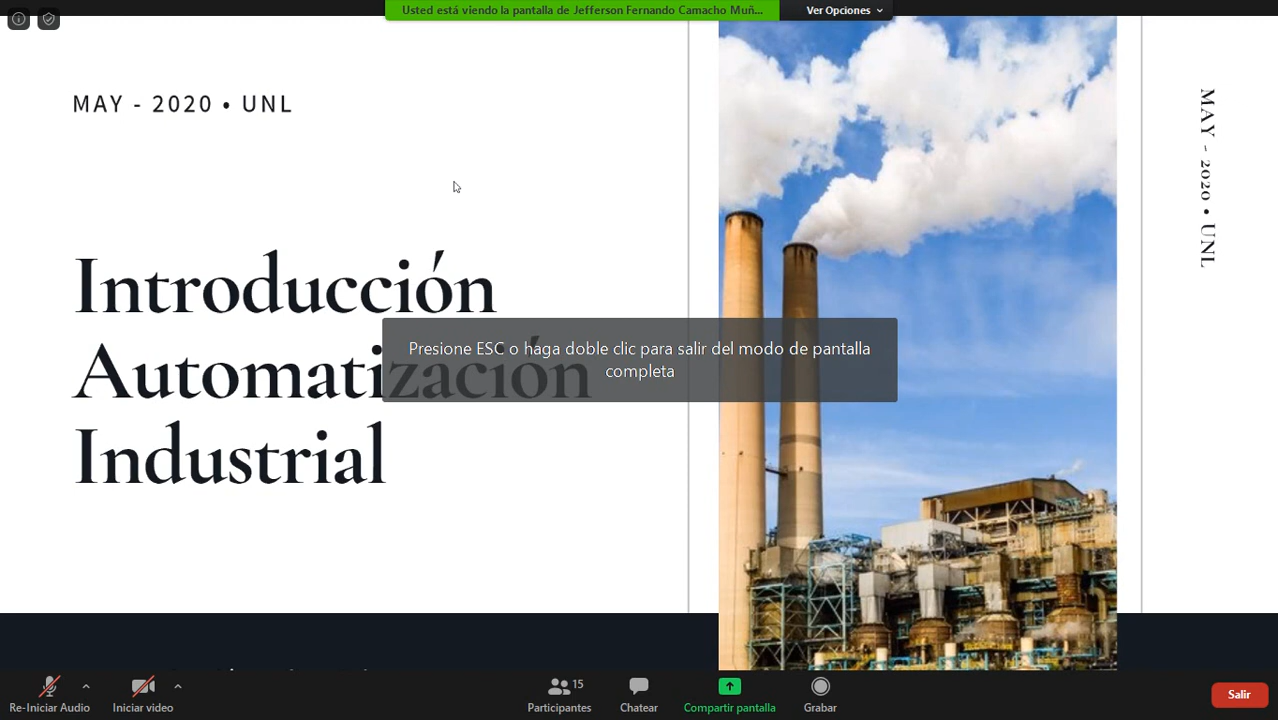 Usted está viendo la pantalla de Jefferson Fernando Camacho Muñ...
Ver Opciones
MAY - 2020 • UNL
MAY - 2020 • UNL
Introducción
Automatización
Industrial
Presione ESC o haga doble clic para salir del modo de pantalla
completa
Re-Iniciar Audio
Iniciar video
15
Participantes
Chatear
Compartir pantalla
Grabar
Salir